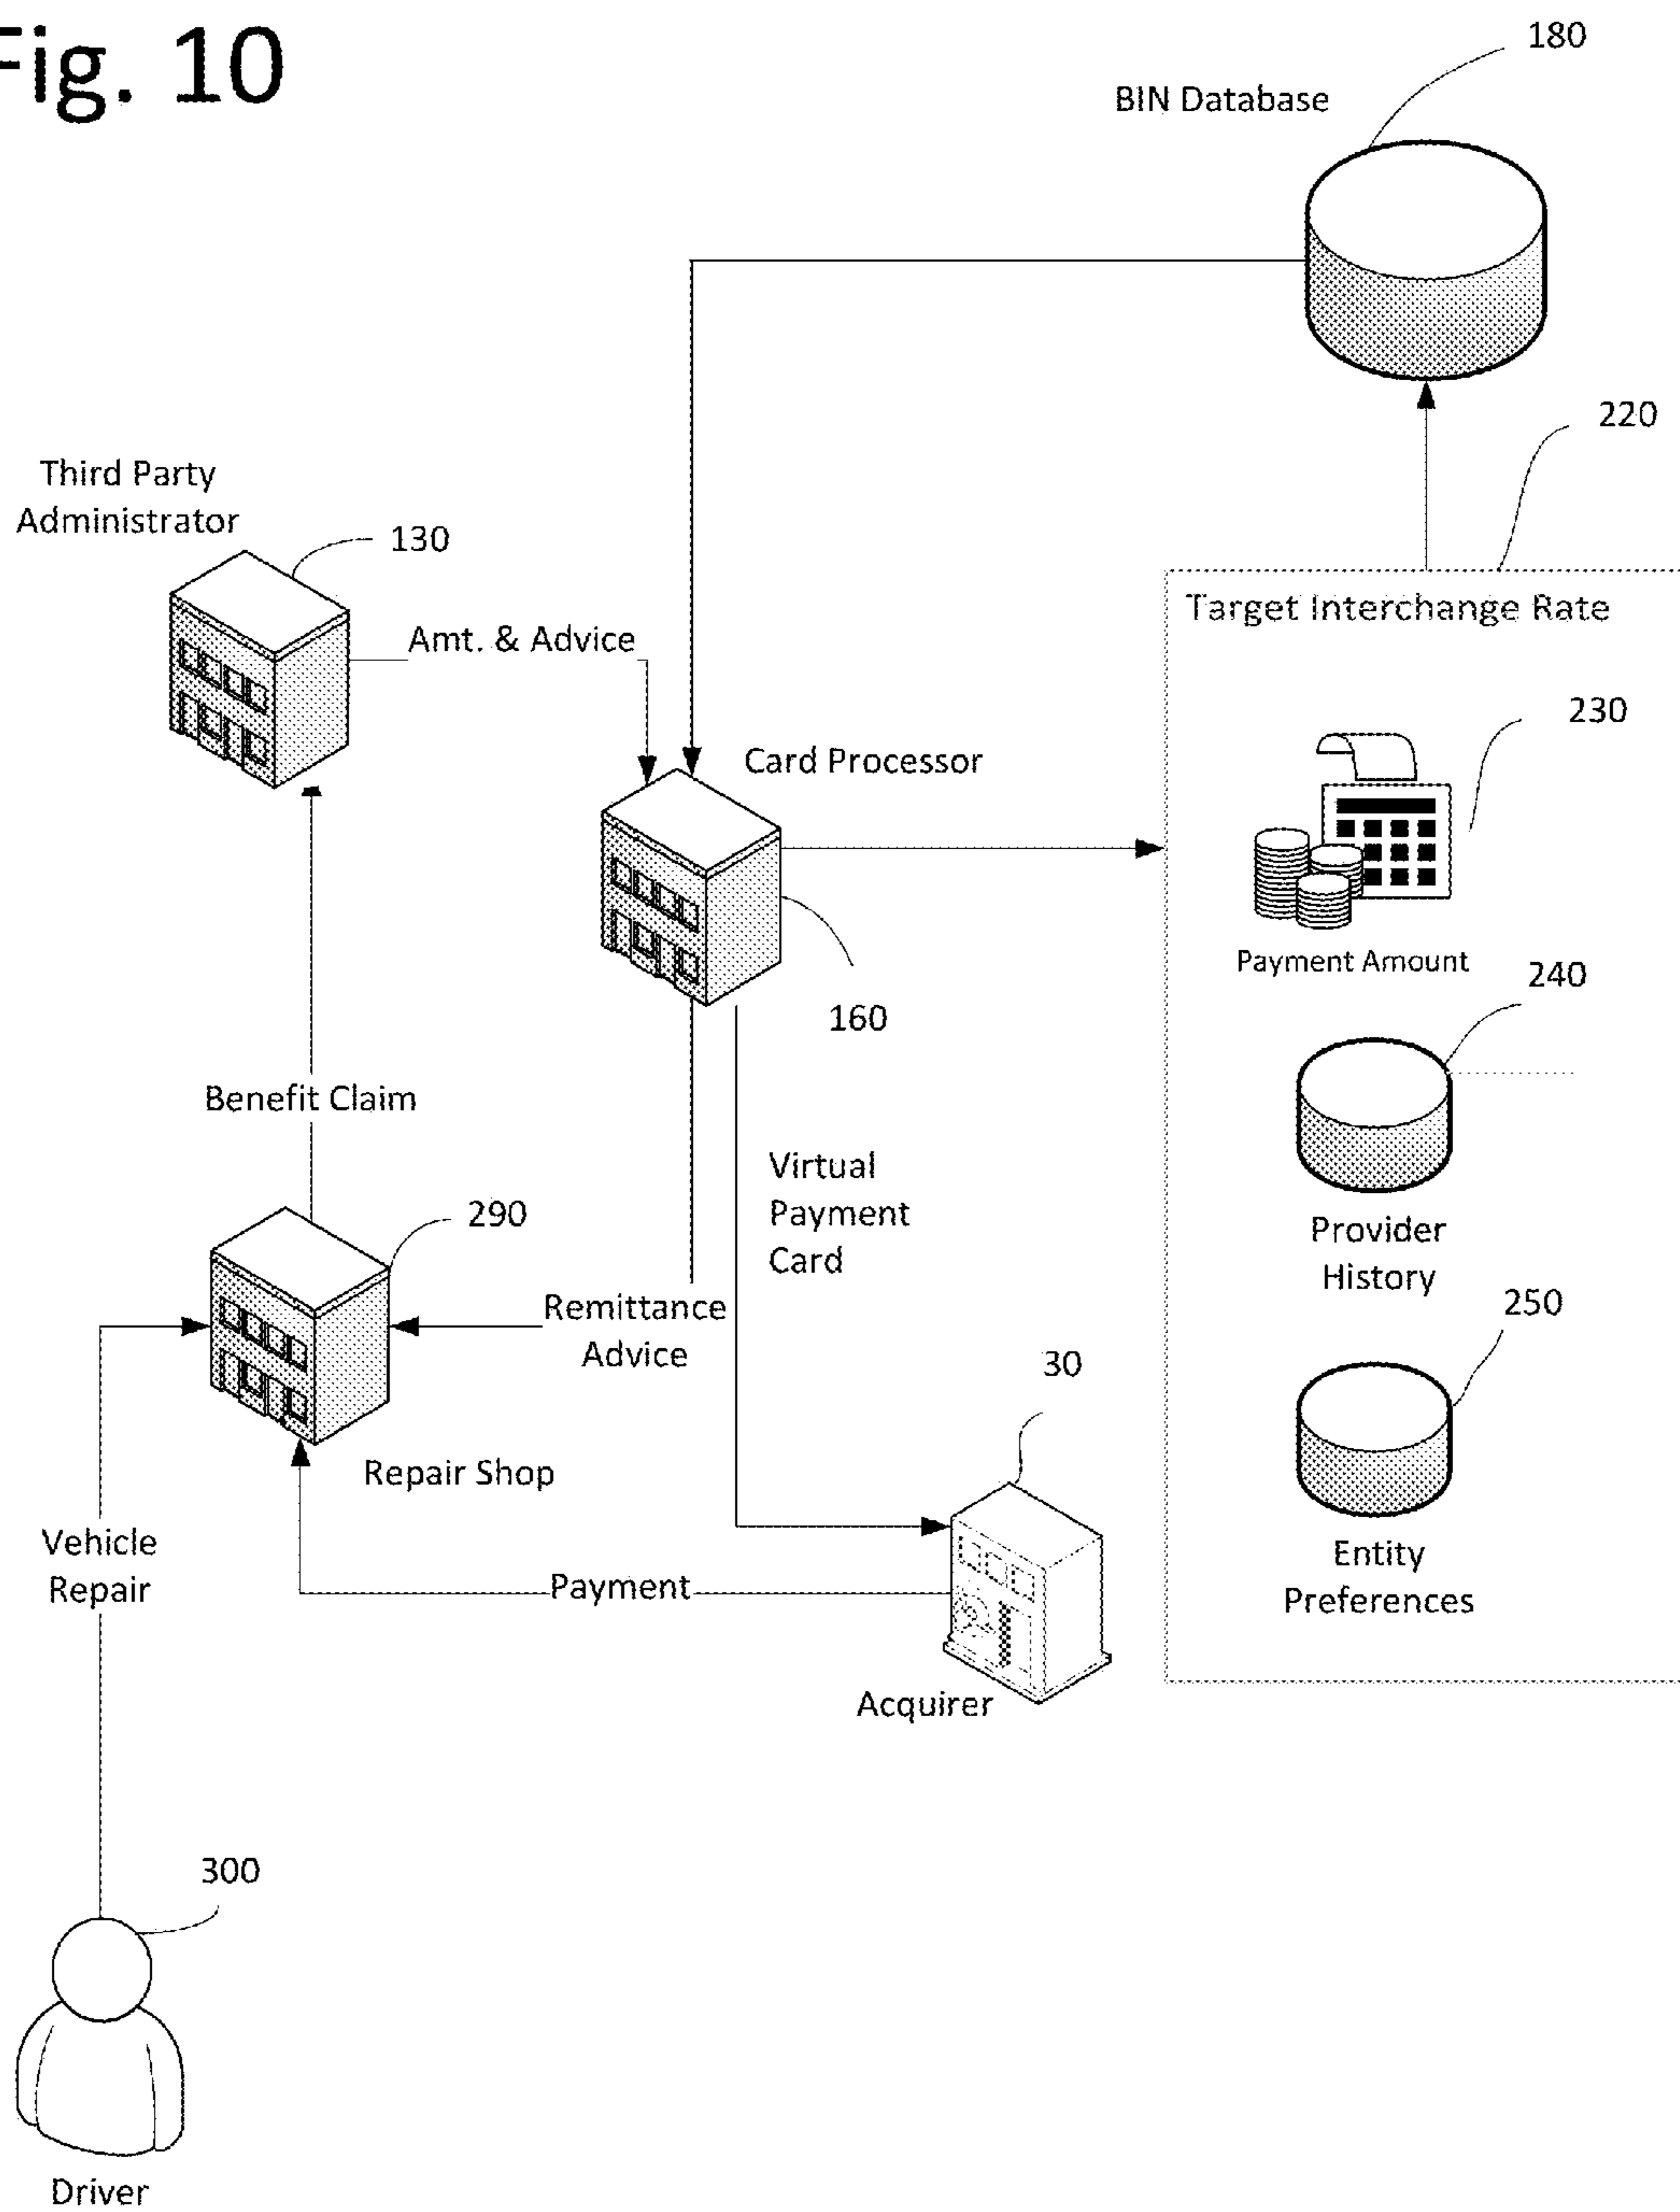 Fig. 10
180
BIN Database
220
Third Party
Administrator
130
Target Interchange Rate
Amt. & Advice
230
Card Processor
Payment Amount
240
160
Benefit Claim
Virtual
Payment
Card
290
Provider
History
Remittance
Advice
250
30
Repair Shop
Vehicle
Repair
Payment
Entity
Preferences
Acquirer
300
Driver